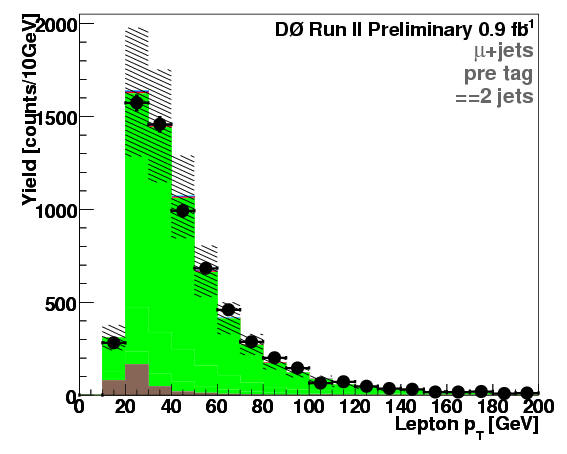 DØ Run II Preliminary 0.9 fb-1
μ+jets
pre tag
==2 jets
Yield [counts/10GeV]
2000
1500
1000
500
0
0 20 40 60 80 100 120 140 160 180 200
Lepton pT [GeV]